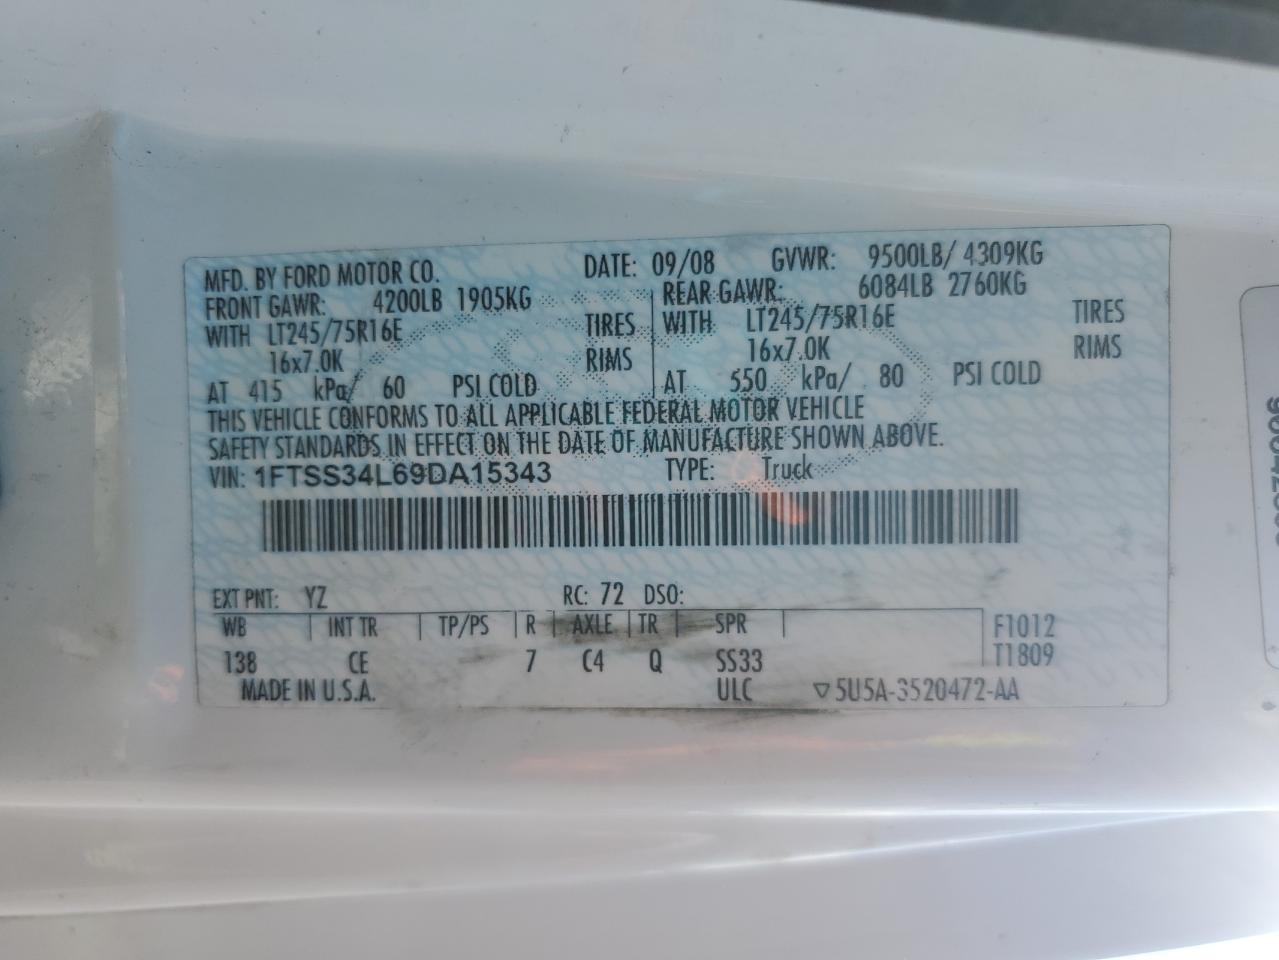 MFD. BY FORD MOTOR CO. DATE: 09/08 GVWR: 9500LB/ 4309KG
FRONT GAWR: 4200LB 1905KG REAR GAWR: 6084LB 2760KG
WITH LT245/75R16E TIRES WITH LT245/75R16E TIRES
16x7.0K RIMS 16x7.0K RIMS
AT 415 kPa/ 60 PSI COLD AT 550 kPa/ 80 PSI COLD
THIS VEHICLE CONFORMS TO ALL APPLICABLE FEDERAL MOTOR VEHICLE
SAFETY STANDARDS IN EFFECT ON THE DATE OF MANUFACTURE SHOWN ABOVE.
VIN: 1FTSS34L69DA15343 TYPE: Truck
EXT PNT: YZ RC: 72 DSO:
WB INT TR TP/PS R AXLE TR SPR F1012
138 CE 7 C4 Q SS33 T1809
MADE IN U.S.A. ULC ▽5U5A-3520472-AA